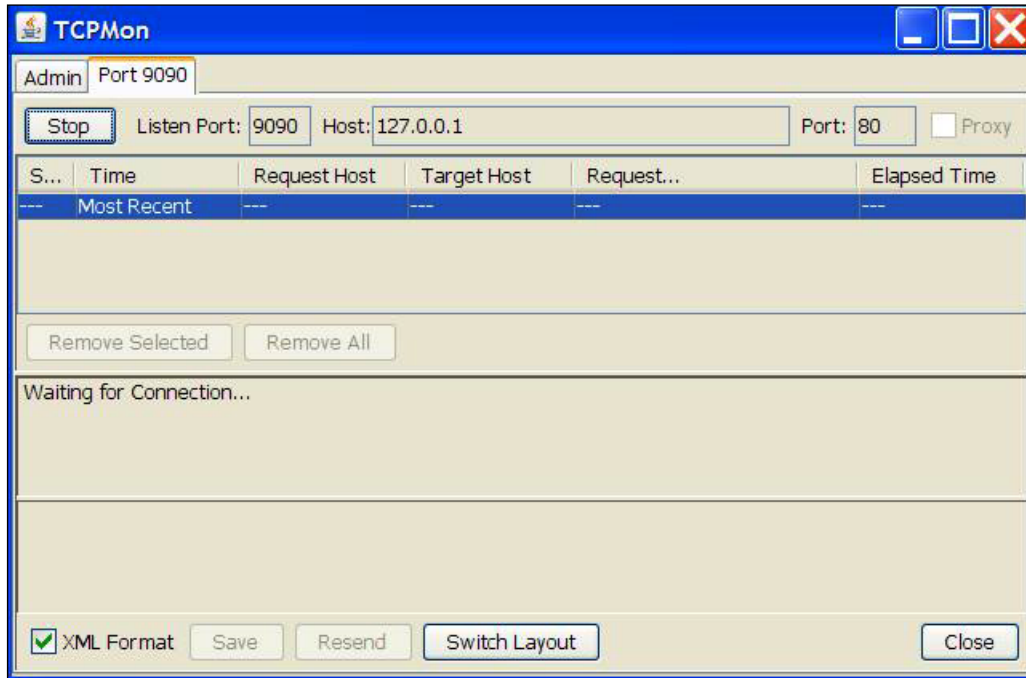 TCPMon
Admin Port 9090
Stop Listen Port: 9090 Host: 127.0.0.1 Port: 80 Proxy
S... Time Request Host Target Host Request... Elapsed Time
--- Most Recent --- --- --- ---
Remove Selected Remove All
Waiting for Connection...
XML Format Save Resend Switch Layout Close